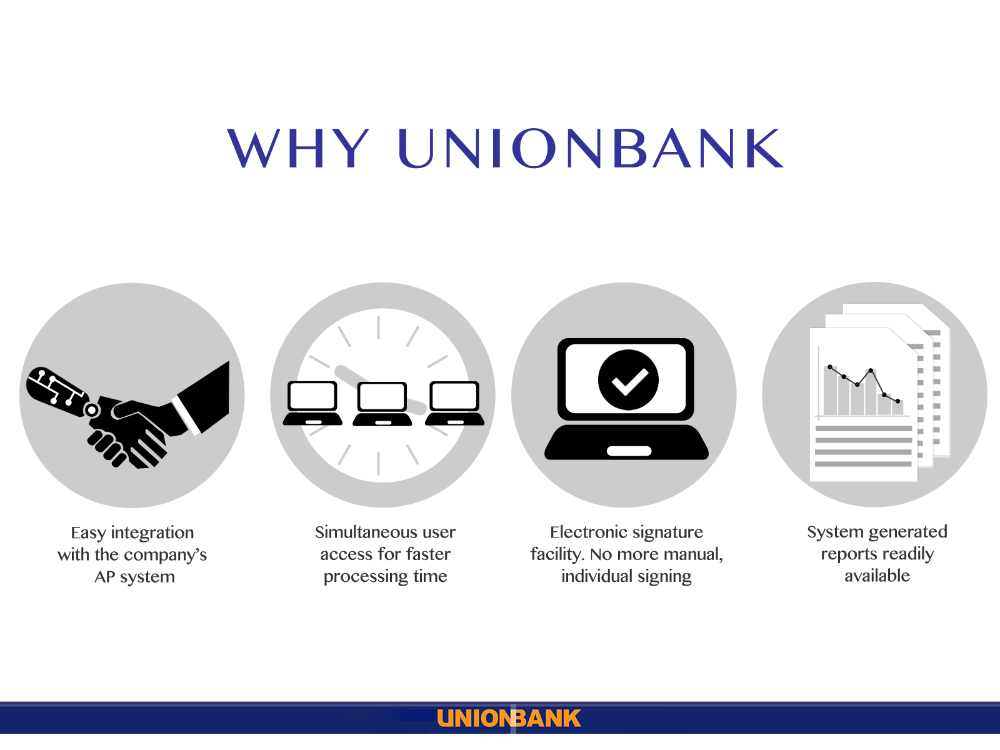 WHY UNIONBANK
Easy integration
with the company’s
AP system
Simultaneous user
access for faster
processing time
Electronic signature
facility. No more manual,
individual signing
System generated
reports readily
available
UNIONBANK